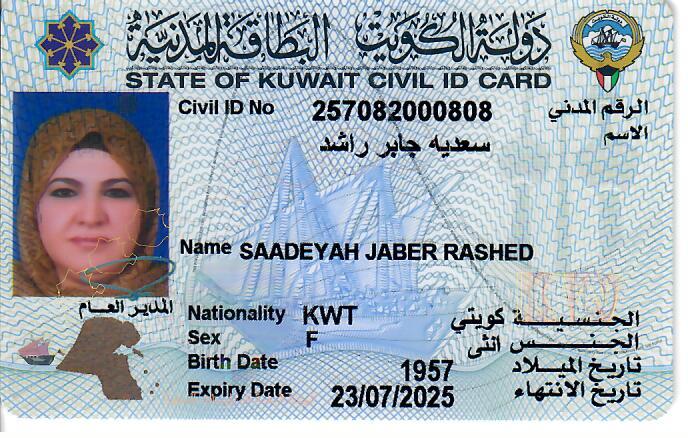 دولة الكويت البطاقة المدنية
STATE OF KUWAIT CIVIL ID CARD
Civil ID No 257082000808 الرقم المدني
الاسم
سعديه جابر راشد
Name SAADEYAH JABER RASHED
المدير العام
Nationality KWT الجنسية كويتي
Sex F الجنس انثى
Birth Date 1957 تاريخ الميلاد
Expiry Date 23/07/2025 تاريخ الانتهاء